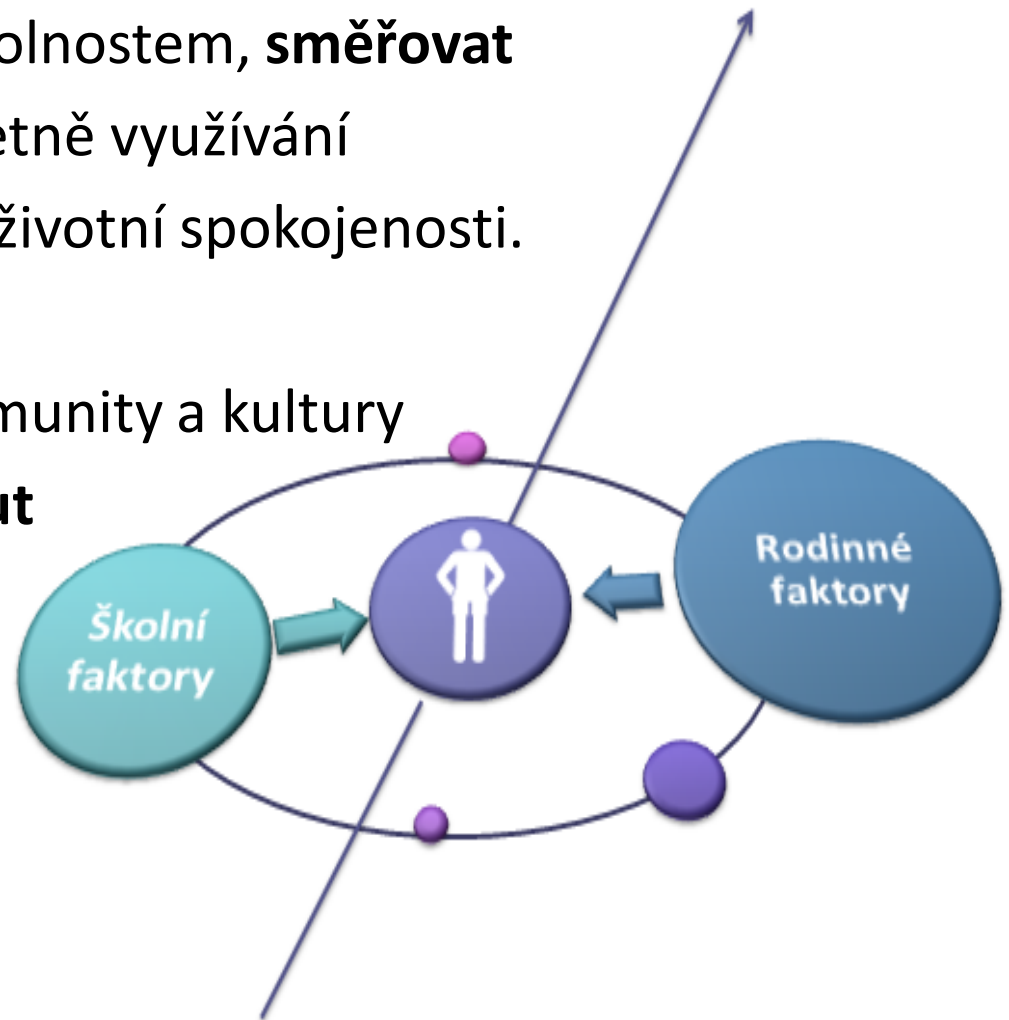 olnostem, směřovat
etně využívání
životní spokojenosti.
munity a kultury
ut
Školní
faktory
Rodinné
faktory